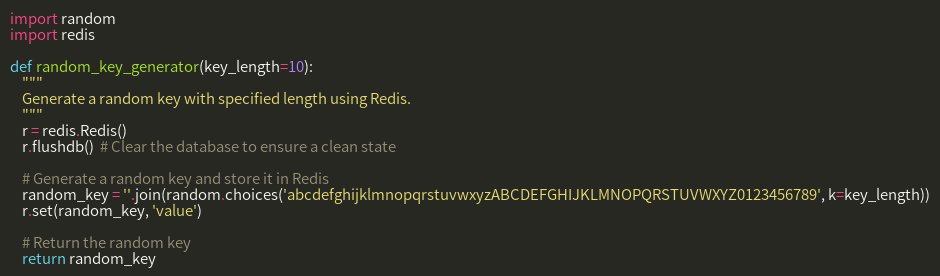 import random
import redis

def random_key_generator(key_length=10):
    """
    Generate a random key with specified length using Redis.
    """
    r = redis.Redis()
    r.flushdb()  # Clear the database to ensure a clean state

    # Generate a random key and store it in Redis
    random_key = ''.join(random.choices('abcdefghijklmnopqrstuvwxyzABCDEFGHIJKLMNOPQRSTUVWXYZ0123456789', k=key_length))
    r.set(random_key, 'value')

    # Return the random key
    return random_key